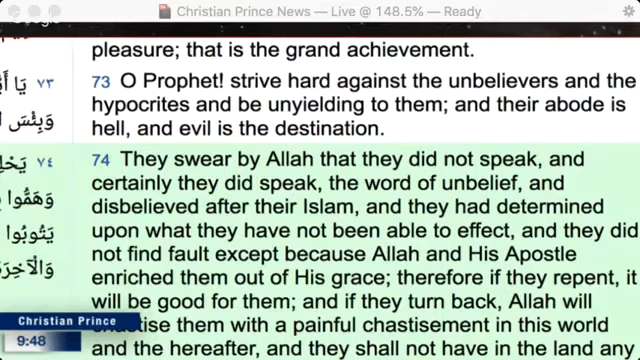 Christian Prince News — Live @ 148.5% — Ready
pleasure; that is the grand achievement.
73 O Prophet! strive hard against the unbelievers and the
hypocrites and be unyielding to them; and their abode is
hell, and evil is the destination.
74 They swear by Allah that they did not speak, and
certainly they did speak, the word of unbelief, and
disbelieved after their Islam, and they had determined
upon what they have not been able to effect, and they did
not find fault except because Allah and His Apostle
enriched them out of His grace; therefore if they repent, it
will be good for them; and if they turn back, Allah will
them with a painful chastisement in this world
and the hereafter, and they shall not have in the land any
٧٣ يَا
وَبِئْسَ
٧٤
وَهَمُّوا
يَتُوبُوا
وَالْآخِرَةِ
Christian Prince
9:48